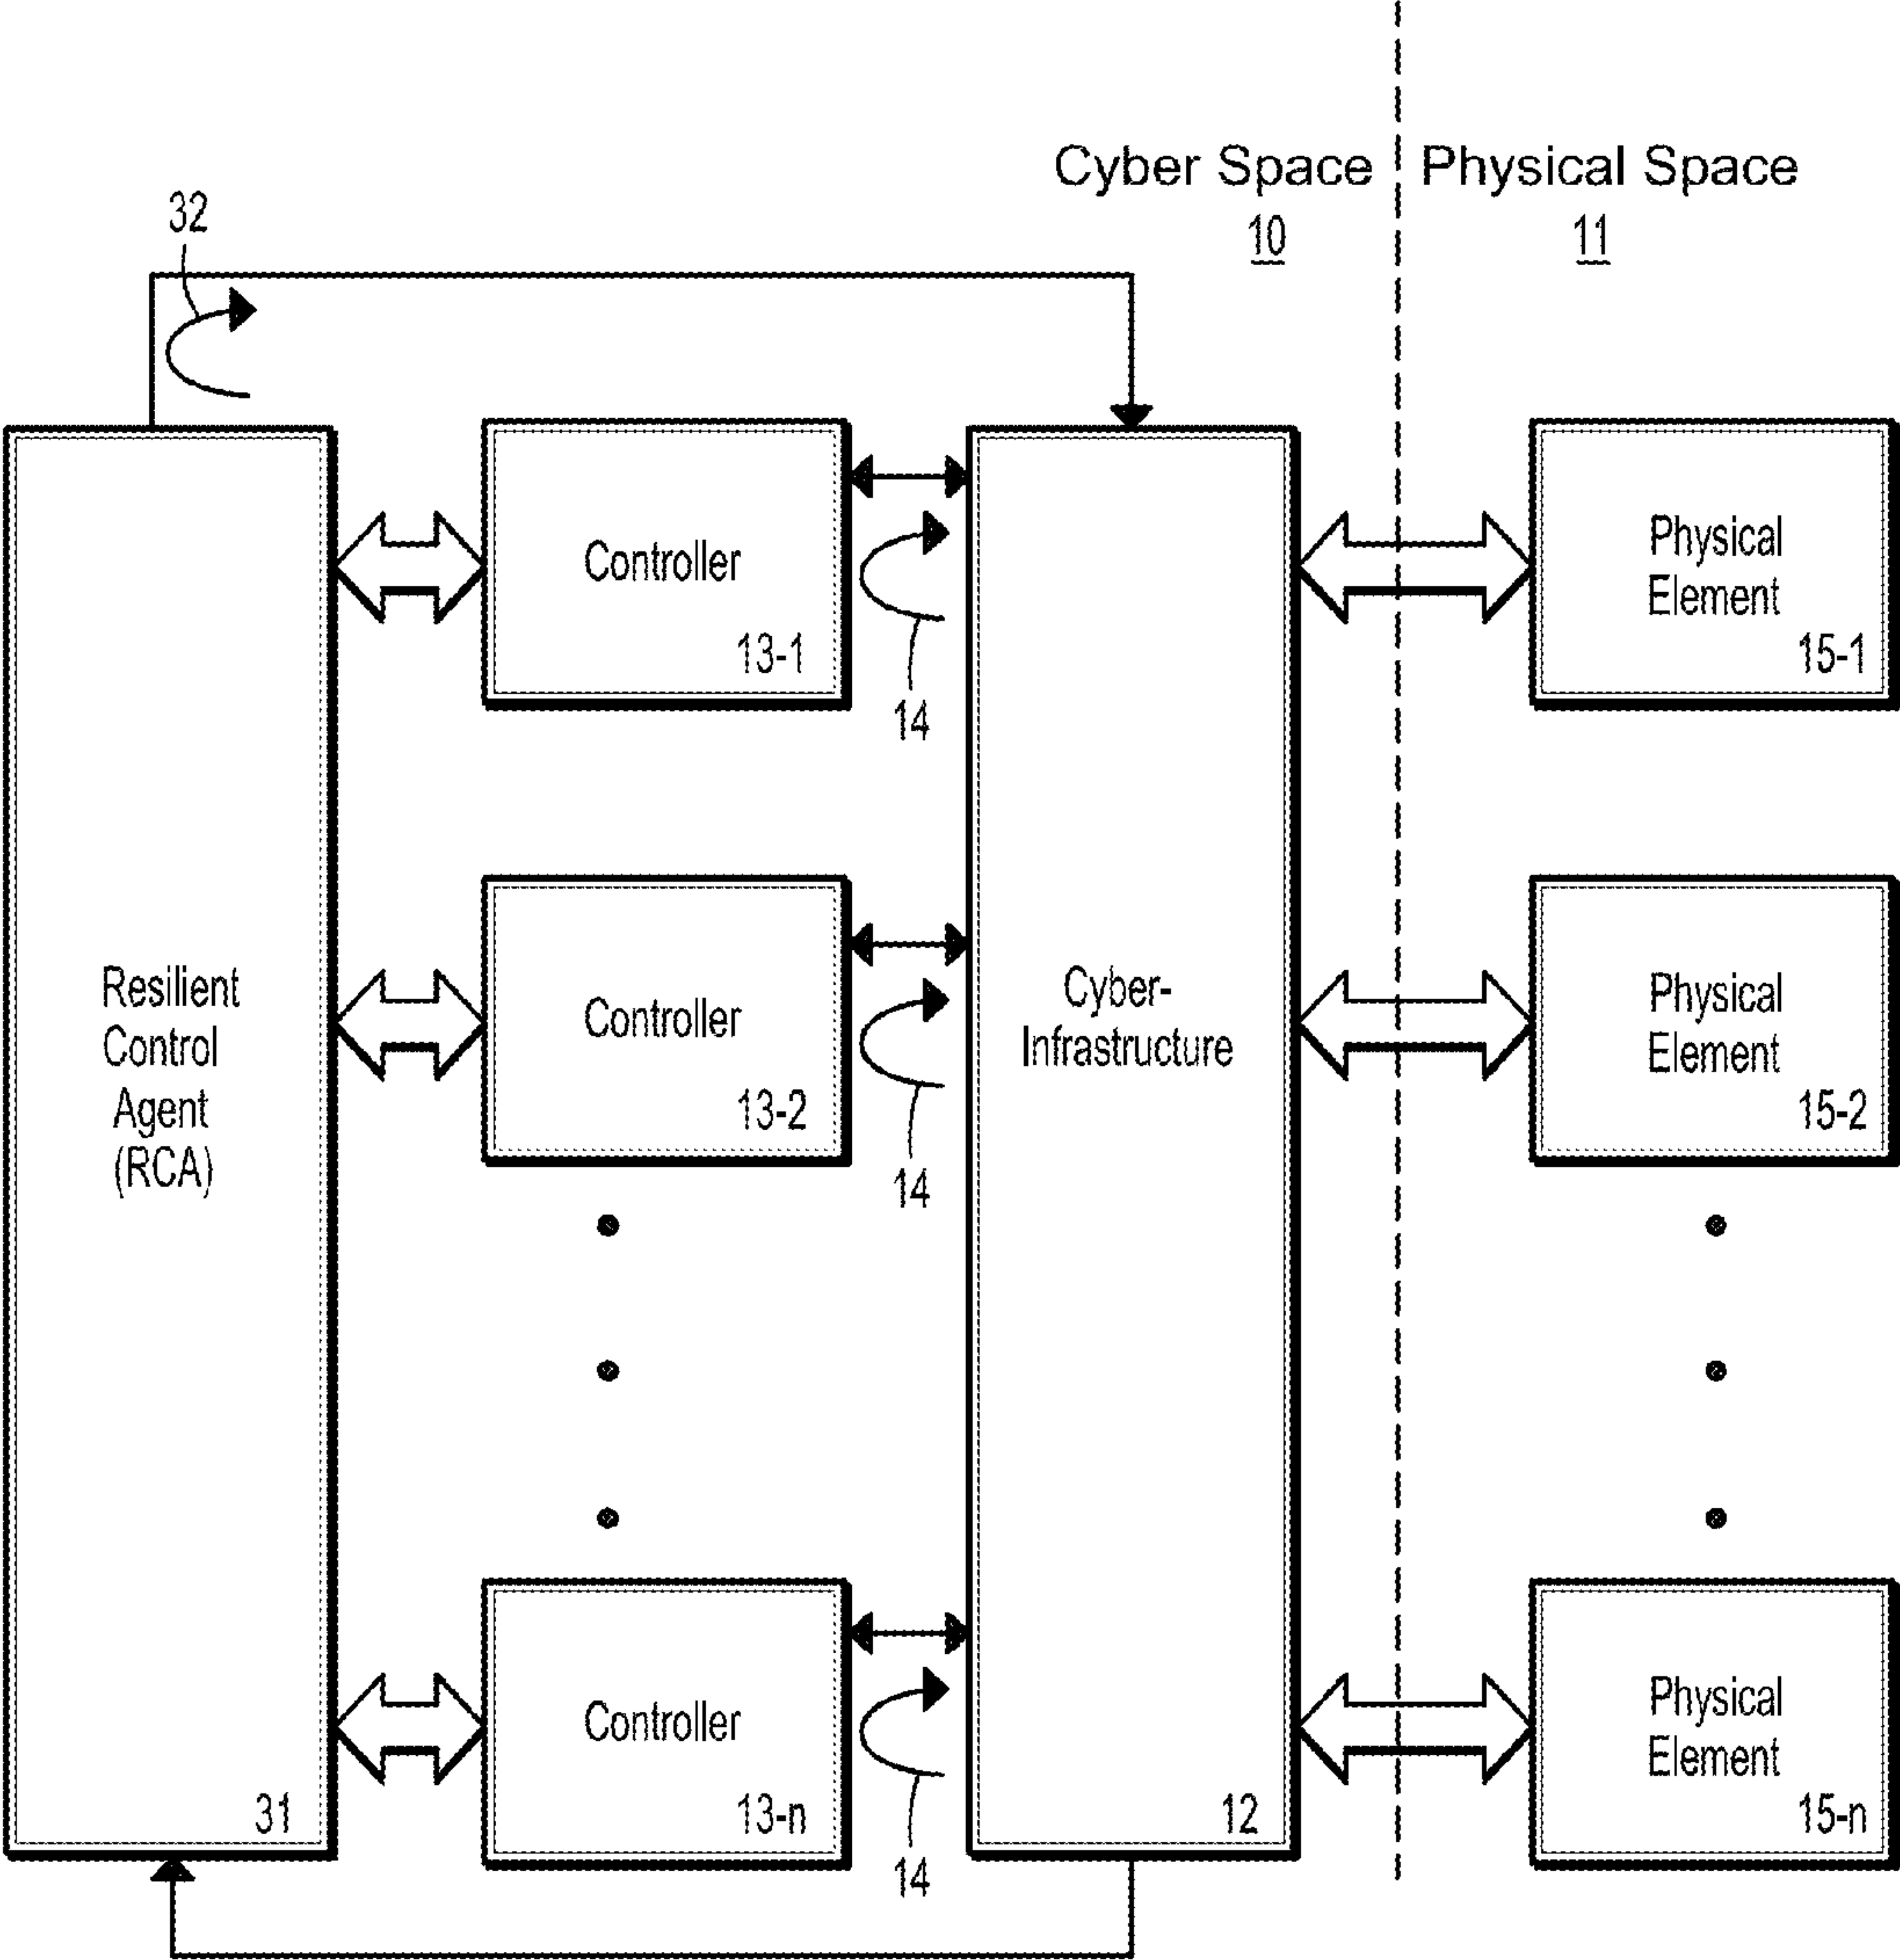 Cyber Space
10
Physical Space
11
32
Controller
13-1
14
Physical
Element
15-1
Resilient
Control
Agent
(RCA)
31
Controller
13-2
14
Cyber-
Infrastructure
12
Physical
Element
15-2
Controller
13-n
14
Physical
Element
15-n